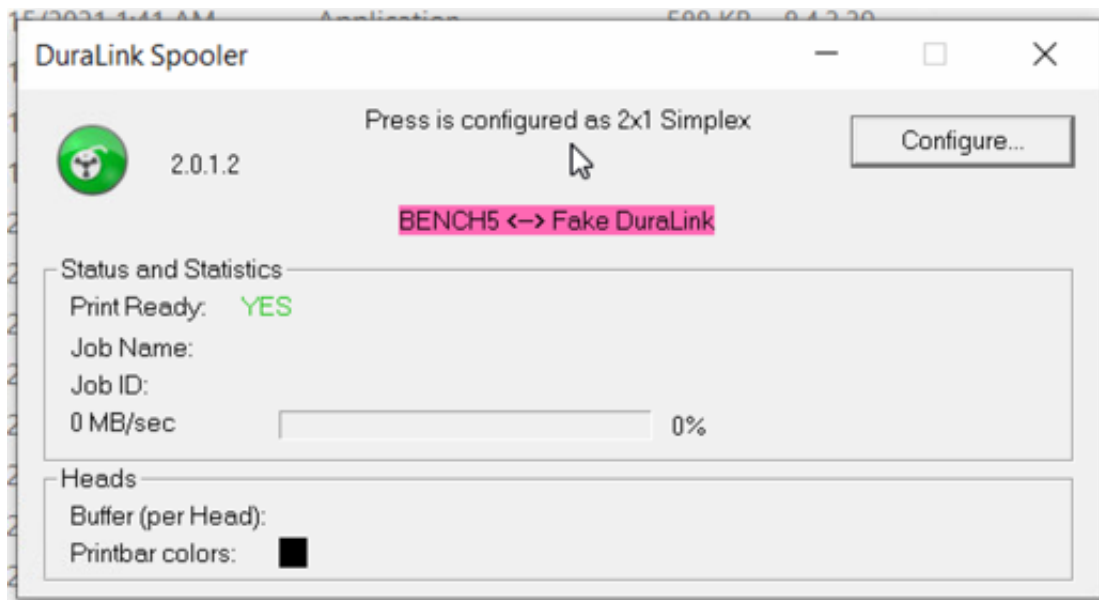 DuraLink Spooler
Press is configured as 2x1 Simplex
Configure...
2.0.1.2
BENCH5 <--> Fake DuraLink
Status and Statistics
Print Ready: YES
Job Name:
Job ID:
0 MB/sec 0%
Heads
Buffer (per Head):
Printbar colors: